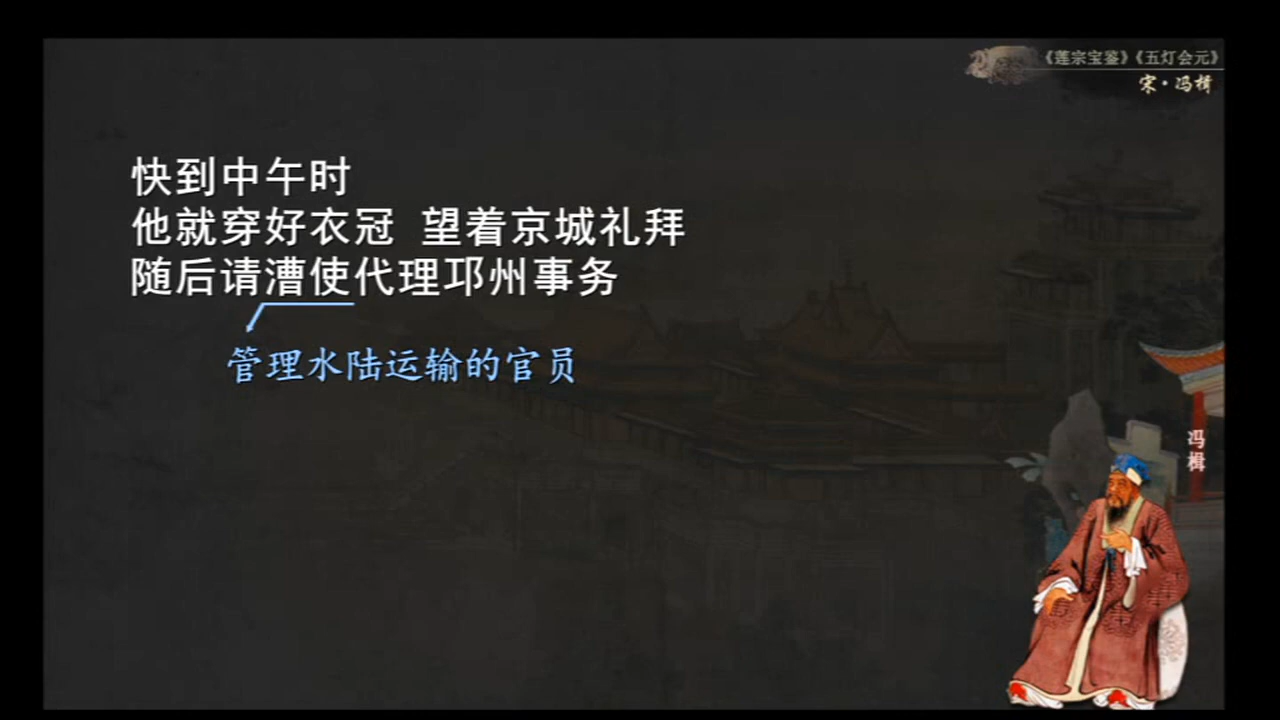 《莲宗宝鉴》《五灯会元》
宋·冯楫
快到中午时
他就穿好衣冠 望着京城礼拜
随后请漕使代理邛州事务
管理水陆运输的官员
冯楫